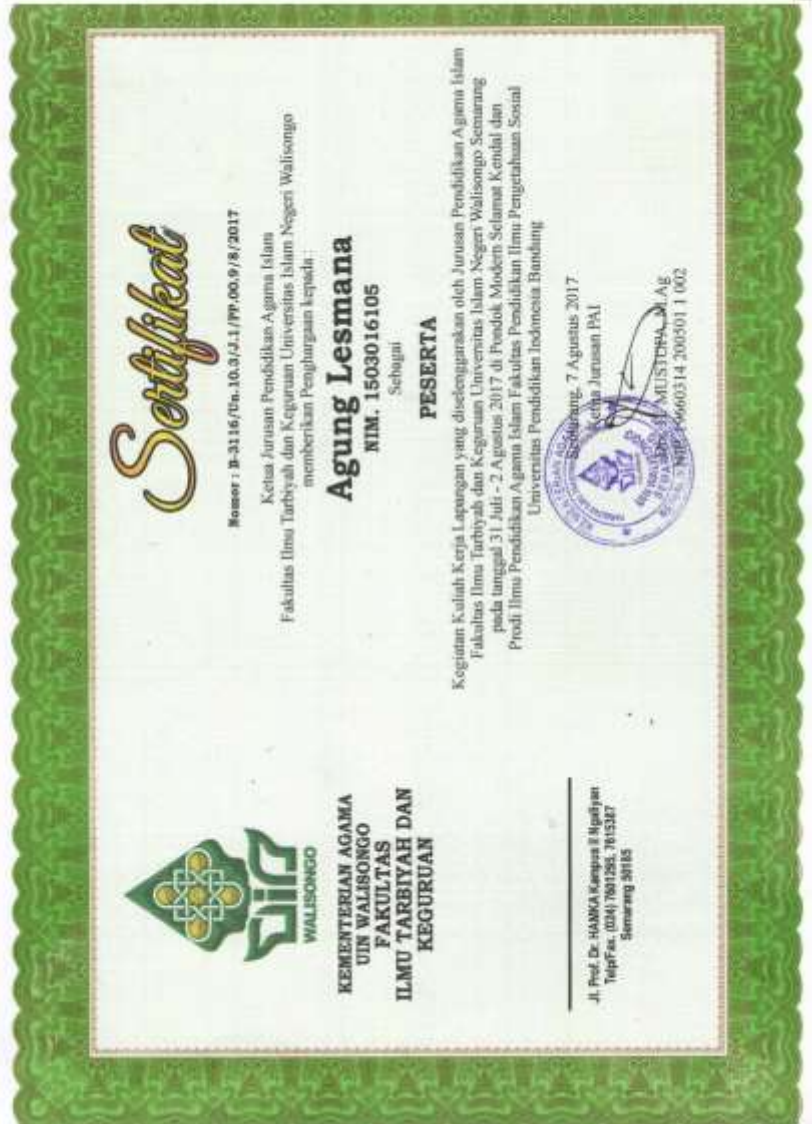 UIN
WALISONGO
KEMENTERIAN AGAMA
UIN WALISONGO
FAKULTAS
ILMU TARBIYAH DAN
KEGURUAN
Jl. Prof. Dr. HAMKA Kampus II Ngaliyan
Telp/Fax. (024) 7601295, 7615387
Semarang 50185
Sertifikat
Nomor : B-3116/Un.10.3/J.1/PP.00.9/8/2017
Ketua Jurusan Pendidikan Agama Islam
Fakultas Ilmu Tarbiyah dan Keguruan Universitas Islam Negeri Walisongo
memberikan Penghargaan kepada :
Agung Lesmana
NIM. 1503016105
Sebagai
PESERTA
Kegiatan Kuliah Kerja Lapangan yang diselenggarakan oleh Jurusan Pendidikan Agama Islam
Fakultas Ilmu Tarbiyah dan Keguruan Universitas Islam Negeri Walisongo Semarang
pada tanggal 31 Juli - 2 Agustus 2017 di Pondok Modern Selamat Kendal dan
Prodi Ilmu Pendidikan Agama Islam Fakultas Pendidikan Ilmu Pengetahuan Sosial
Universitas Pendidikan Indonesia Bandung
Semarang, 7 Agustus 2017
Ketua Jurusan PAI
MUSTOPA, M.Ag
NIP. 19660314 200501 1 002